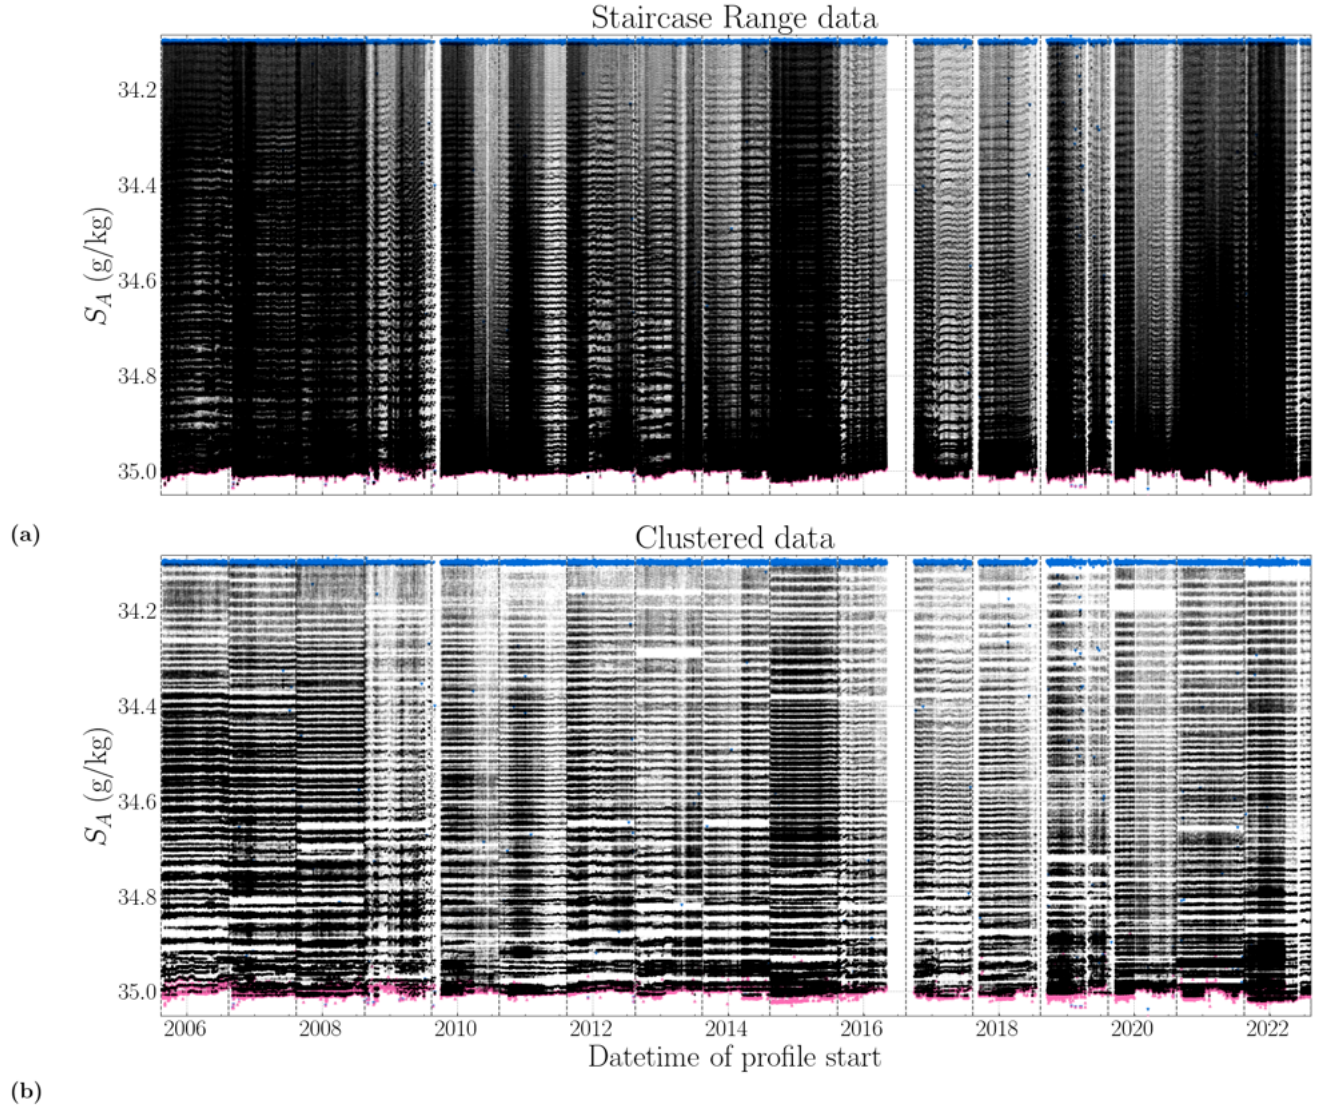 Staircase Range data
34.2
34.4
34.6
34.8
35.0
S_A (g/kg)
(a)
Clustered data
34.2
34.4
34.6
34.8
35.0
S_A (g/kg)
2006 2008 2010 2012 2014 2016 2018 2020 2022
Datetime of profile start
(b)